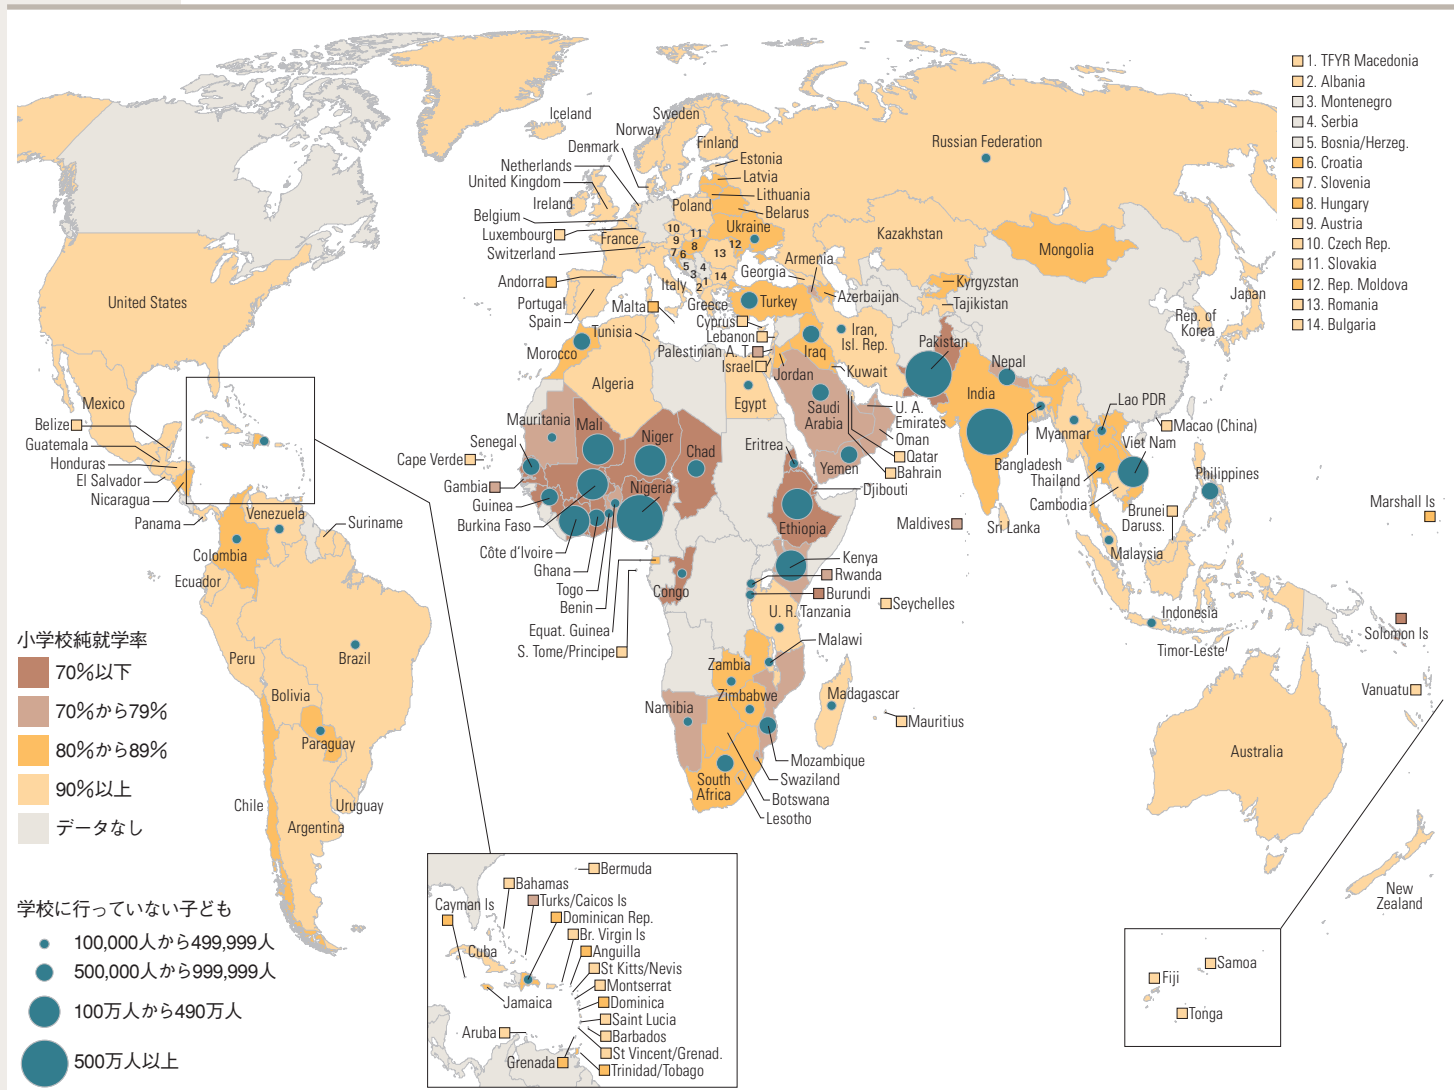 1. TFYR Macedonia
2. Albania
3. Montenegro
4. Serbia
5. Bosnia/Herzeg.
6. Croatia
7. Slovenia
8. Hungary
9. Austria
10. Czech Rep.
11. Slovakia
12. Rep. Moldova
13. Romania
14. Bulgaria
Iceland
Sweden
Norway
Finland
Denmark
Netherlands
United Kingdom
Ireland
Belgium
Luxembourg
France
Switzerland
Andorra
Portugal
Spain
Italy
Malta
Greece
Estonia
Latvia
Lithuania
Poland
Belarus
Ukraine
10
11
9
8
12
7 6
13
5
4
3
14
1
2
Russian Federation
Kazakhstan
Mongolia
Armenia
Georgia
Azerbaijan
Kyrgyzstan
Tajikistan
Turkey
Cyprus
Lebanon
Palestinian A. T.
Israel
Iraq
Iran,
Isl. Rep.
Jordan
Kuwait
Saudi
Arabia
U. A.
Emirates
Oman
Qatar
Bahrain
Yemen
Pakistan
Nepal
India
Bangladesh
Myanmar
Lao PDR
Viet Nam
Thailand
Cambodia
Macao (China)
Rep. of
Korea
Japan
Philippines
Brunei
Daruss.
Malaysia
Indonesia
Timor-Leste
Sri Lanka
Maldives
Marshall Is
Solomon Is
Vanuatu
Australia
New
Zealand
Fiji
Samoa
Tonga
Morocco
Tunisia
Algeria
Egypt
Mauritania
Mali
Niger
Chad
Senegal
Cape Verde
Gambia
Guinea
Burkina Faso
Nigeria
Côte d'Ivoire
Ghana
Togo
Benin
Equat. Guinea
S. Tome/Principe
Congo
Eritrea
Djibouti
Ethiopia
Kenya
Rwanda
Burundi
Seychelles
U. R. Tanzania
Malawi
Zambia
Zimbabwe
Namibia
Madagascar
Mauritius
Mozambique
Swaziland
Botswana
Lesotho
South
Africa
United States
Mexico
Belize
Guatemala
Honduras
El Salvador
Nicaragua
Panama
Venezuela
Suriname
Colombia
Ecuador
Peru
Brazil
Bolivia
Paraguay
Chile
Uruguay
Argentina
小学校純就学率
70%以下
70%から79%
80%から89%
90%以上
データなし
学校に行っていない子ども
100,000人から499,999人
500,000人から999,999人
100万人から490万人
500万人以上
Bermuda
Bahamas
Cayman Is
Turks/Caicos Is
Dominican Rep.
Br. Virgin Is
Cuba
Anguilla
St Kitts/Nevis
Montserrat
Jamaica
Dominica
Saint Lucia
Aruba
Barbados
St Vincent/Grenad.
Grenada
Trinidad/Tobago